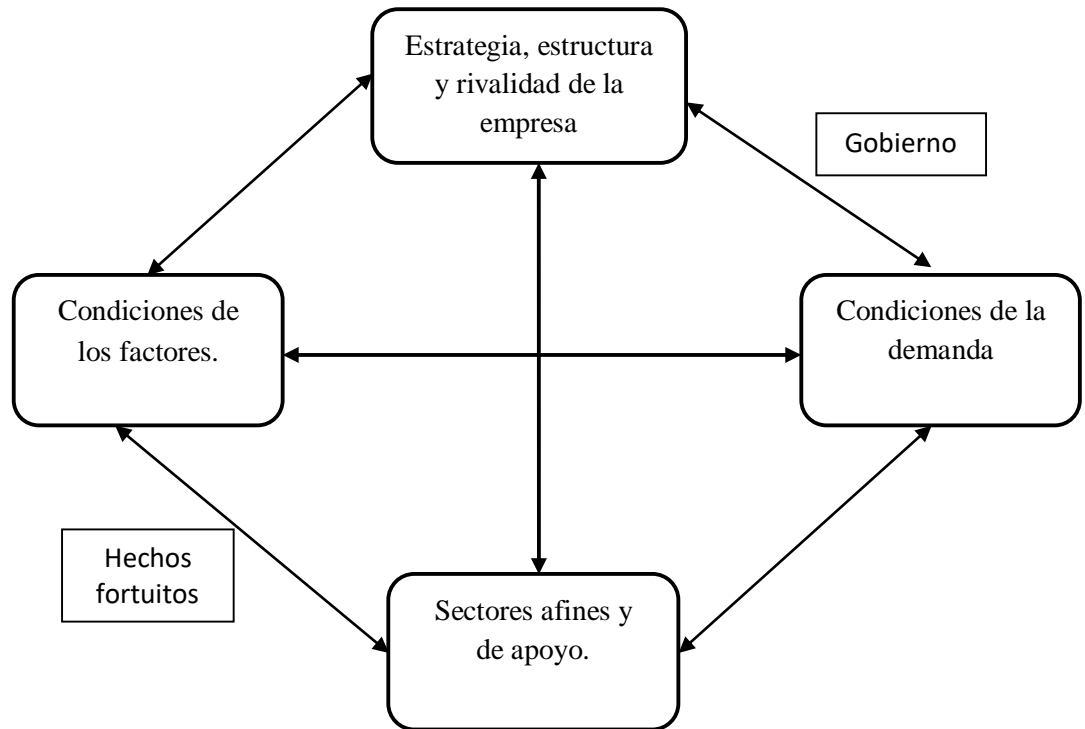 Estrategia, estructura
y rivalidad de la
empresa
Gobierno
Condiciones de
los factores.
Condiciones de la
demanda
Hechos
fortuitos
Sectores afines y
de apoyo.